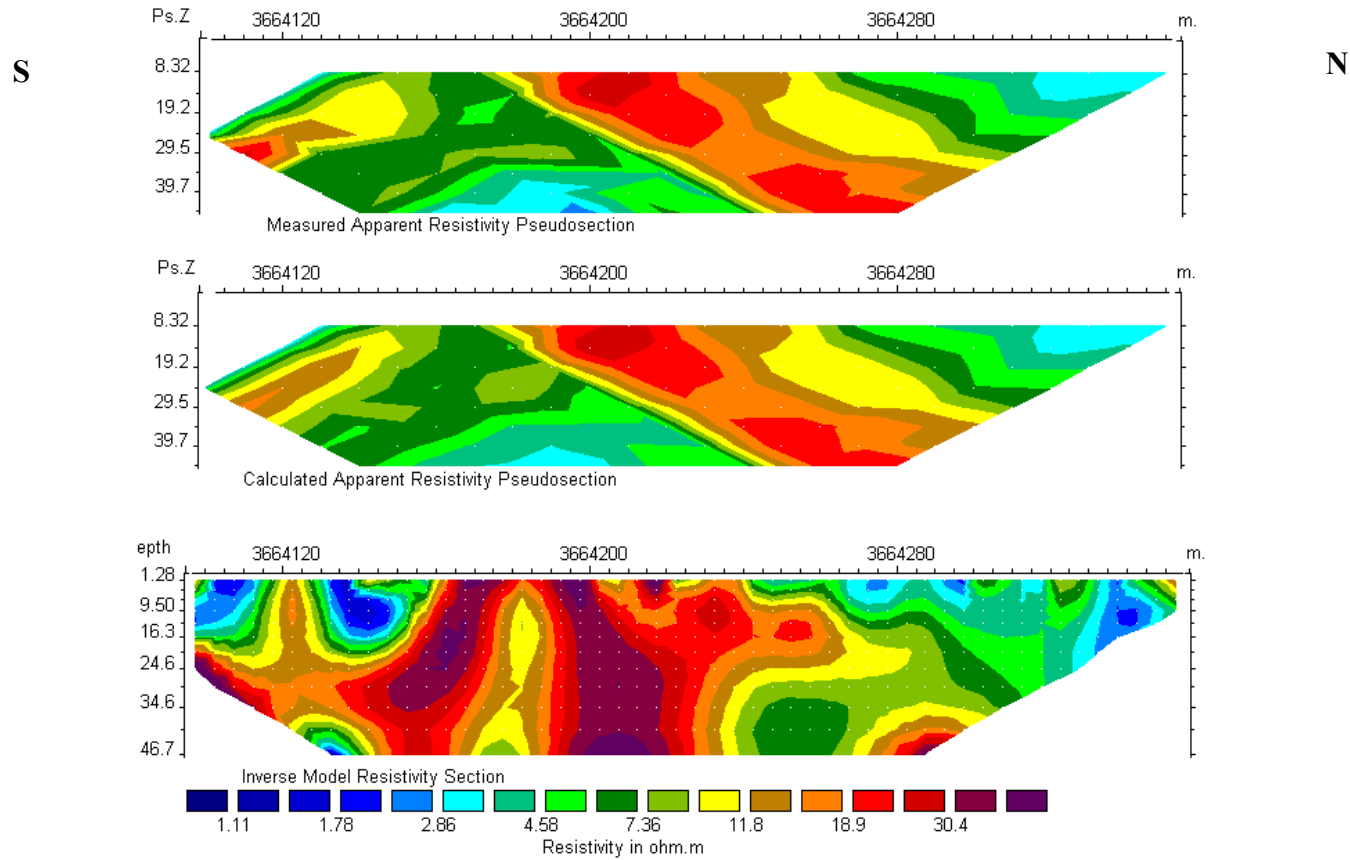 Ps.Z 3664120 3664200 3664280 m.
S
N
8.32
19.2
29.5
39.7
Measured Apparent Resistivity Pseudosection
Ps.Z 3664120 3664200 3664280 m.
8.32
19.2
29.5
39.7
Calculated Apparent Resistivity Pseudosection
epth 3664120 3664200 3664280 m.
1.28
9.50
16.3
24.6
34.6
46.7
Inverse Model Resistivity Section
1.11 1.78 2.86 4.58 7.36 11.8 18.9 30.4
Resistivity in ohm.m